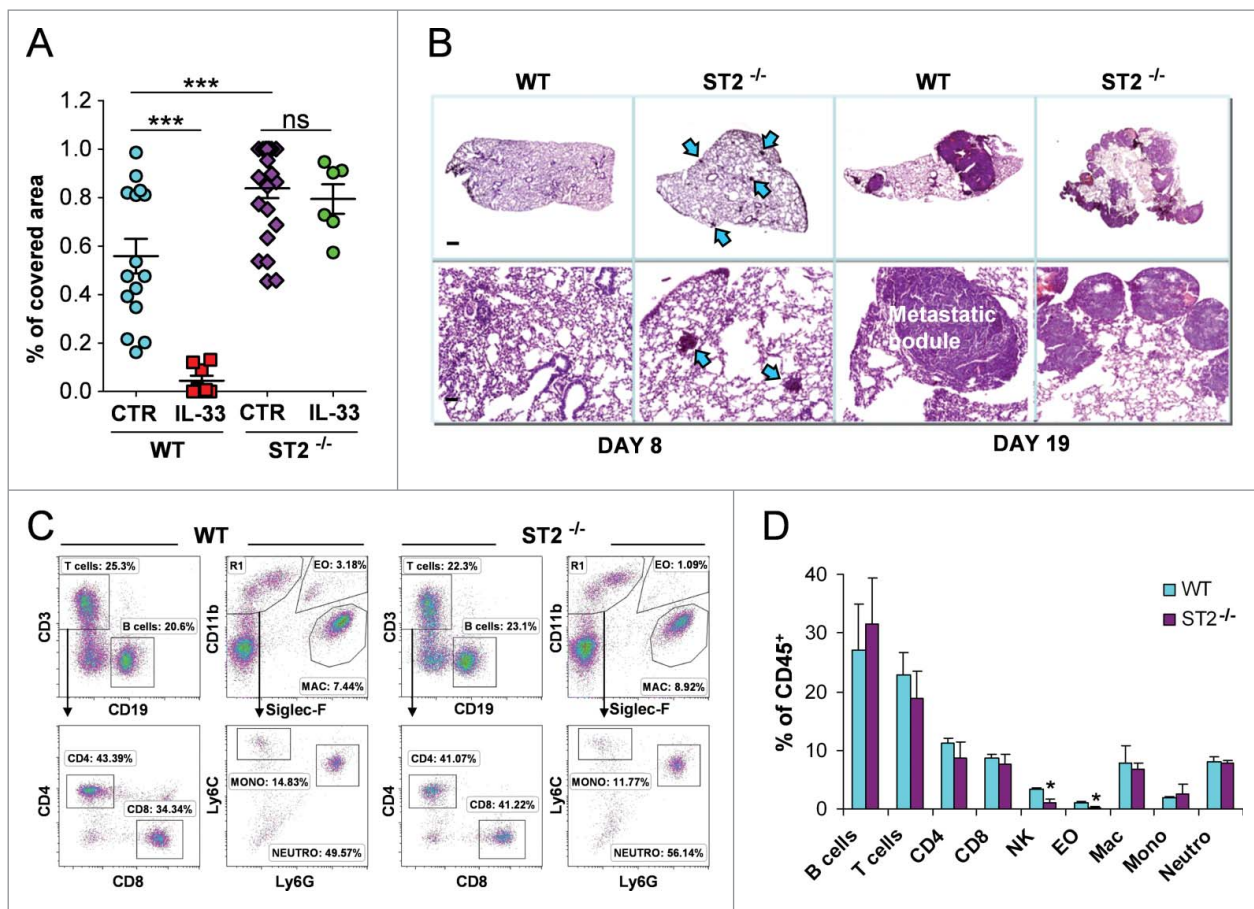 A
***
***
ns
% of covered area
1.2
1.0
0.8
0.6
0.4
0.2
0.0
CTR IL-33 CTR IL-33
WT ST2 -/-
B
WT ST2 -/- WT ST2 -/-
Metastatic
nodule
DAY 8 DAY 19
C
WT ST2 -/-
T cells: 25.3%
B cells: 20.6%
CD3
CD19
R1
EO: 3.18%
MAC: 7.44%
CD11b
Siglec-F
T cells: 22.3%
B cells: 23.1%
CD3
CD19
R1
EO: 1.09%
MAC: 8.92%
CD11b
Siglec-F
CD4: 43.39%
CD8: 34.34%
CD4
CD8
MONO: 14.83%
NEUTRO: 49.57%
Ly6C
Ly6G
CD4: 41.07%
CD8: 41.22%
CD4
CD8
MONO: 11.77%
NEUTRO: 56.14%
Ly6C
Ly6G
D
% of CD45+
40
30
20
10
0
WT
ST2-/-
*
*
B cells
T cells
CD4
CD8
NK
EO
Mac
Mono
Neutro